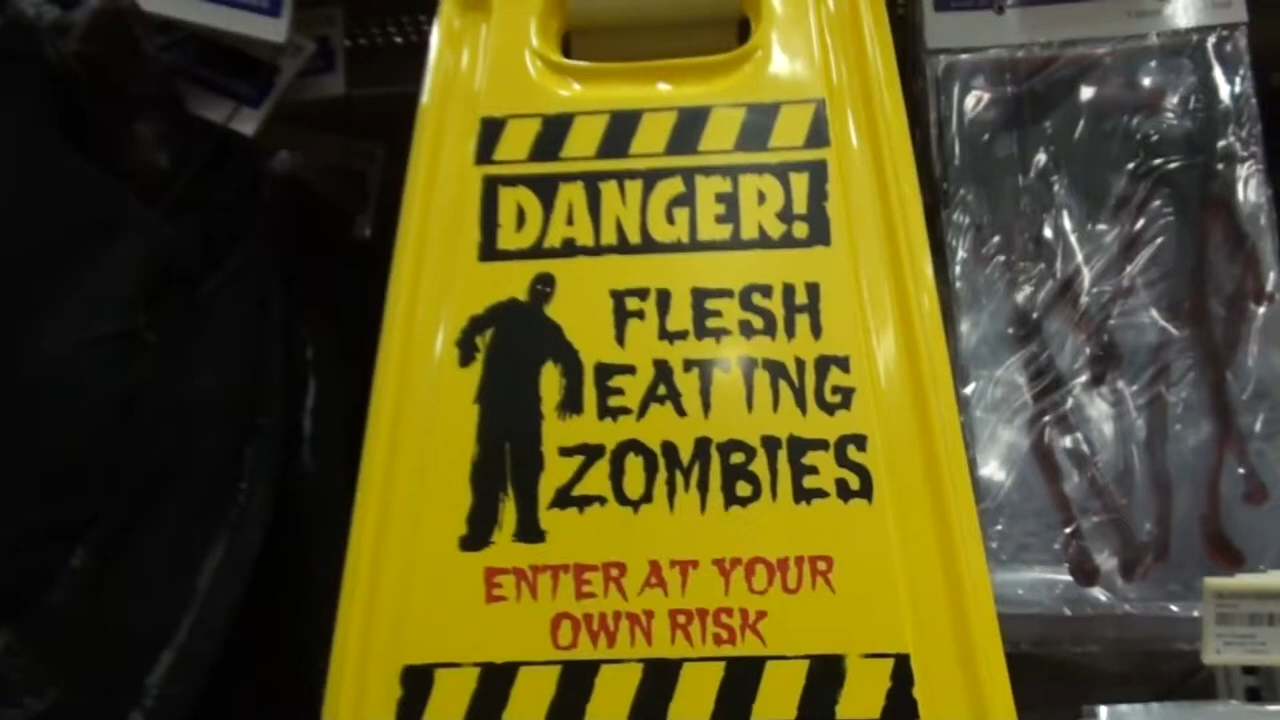 DANGER!
FLESH
EATING
ZOMBIES
ENTER AT YOUR
OWN RISK